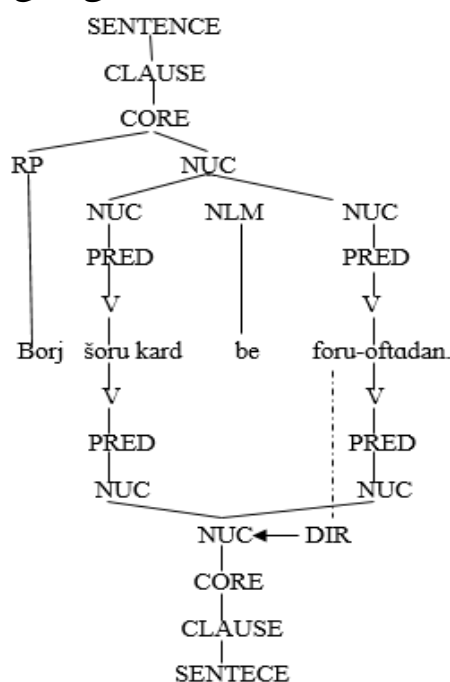 SENTENCE
CLAUSE
CORE
RP NUC
NUC NLM NUC
PRED PRED
V V
Borj šoru kard be foru-oftɑdan.
V V
PRED PRED
NUC NUC
NUC DIR
CORE
CLAUSE
SENTECE